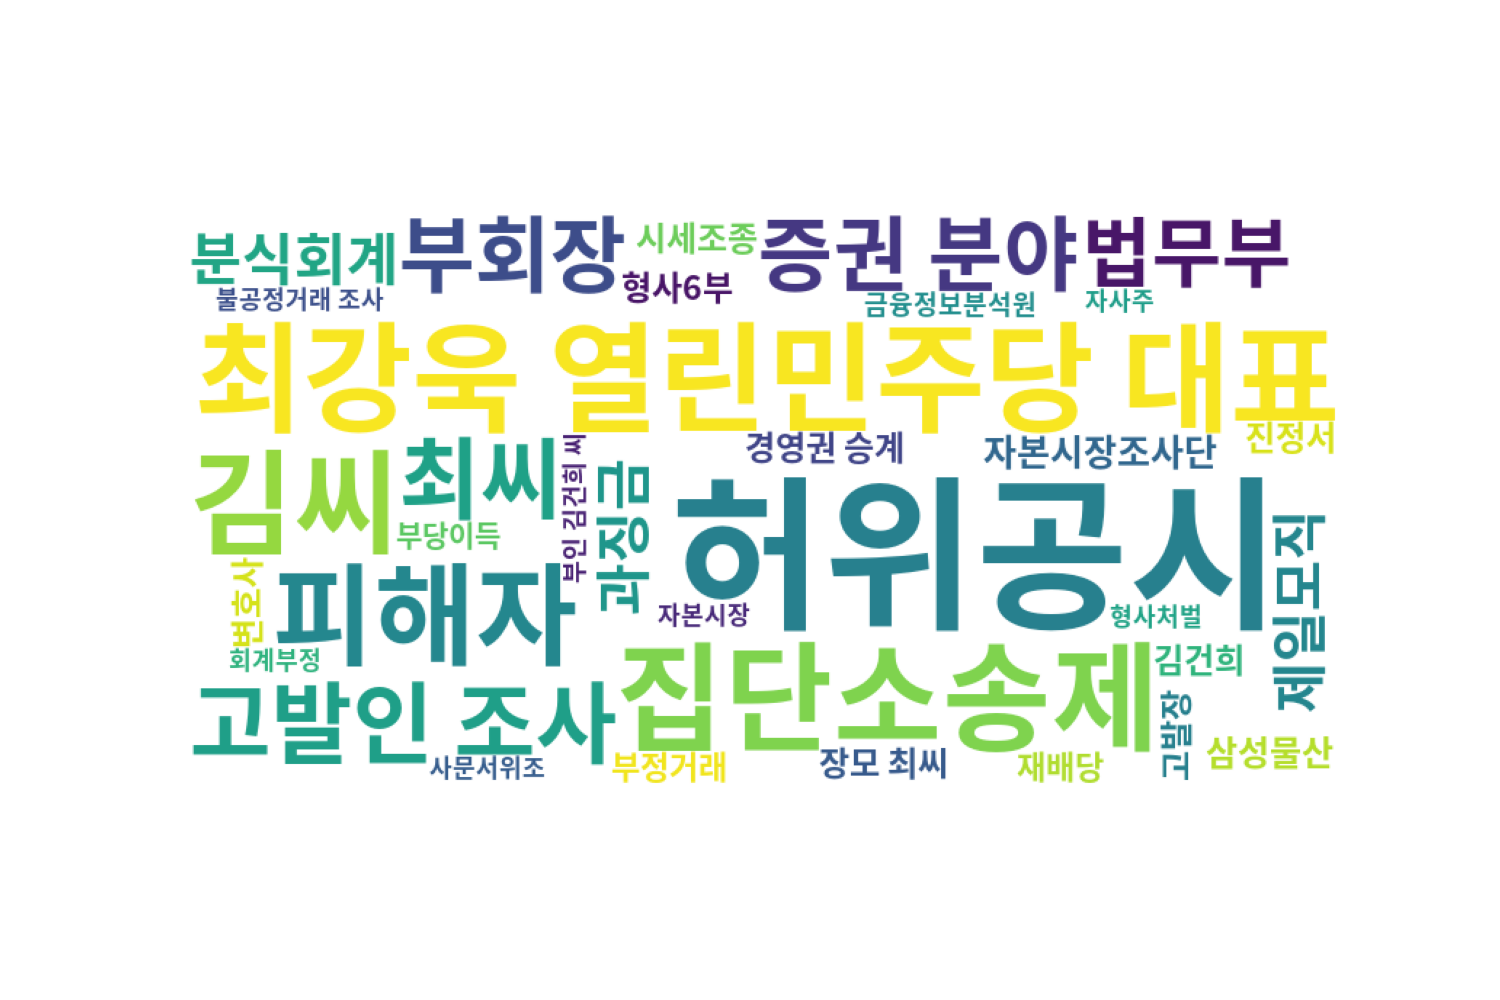 분식회계 부회장 시세조종 증권 분야 법무부
불공정거래 조사 형사6부 금융정보분석원 자사주
최강욱 열린민주당 대표
김씨 최씨 부인 김건희 씨 경영권 승계 자본시장조사단 진정서
부당이득 과징금 허위공시 제일모직
변호사 피해자 자본시장 형사처벌
회계부정 집단소송제 김건희
고발인 조사 고발장
사문서위조 부정거래 장모 최씨 재배당 삼성물산